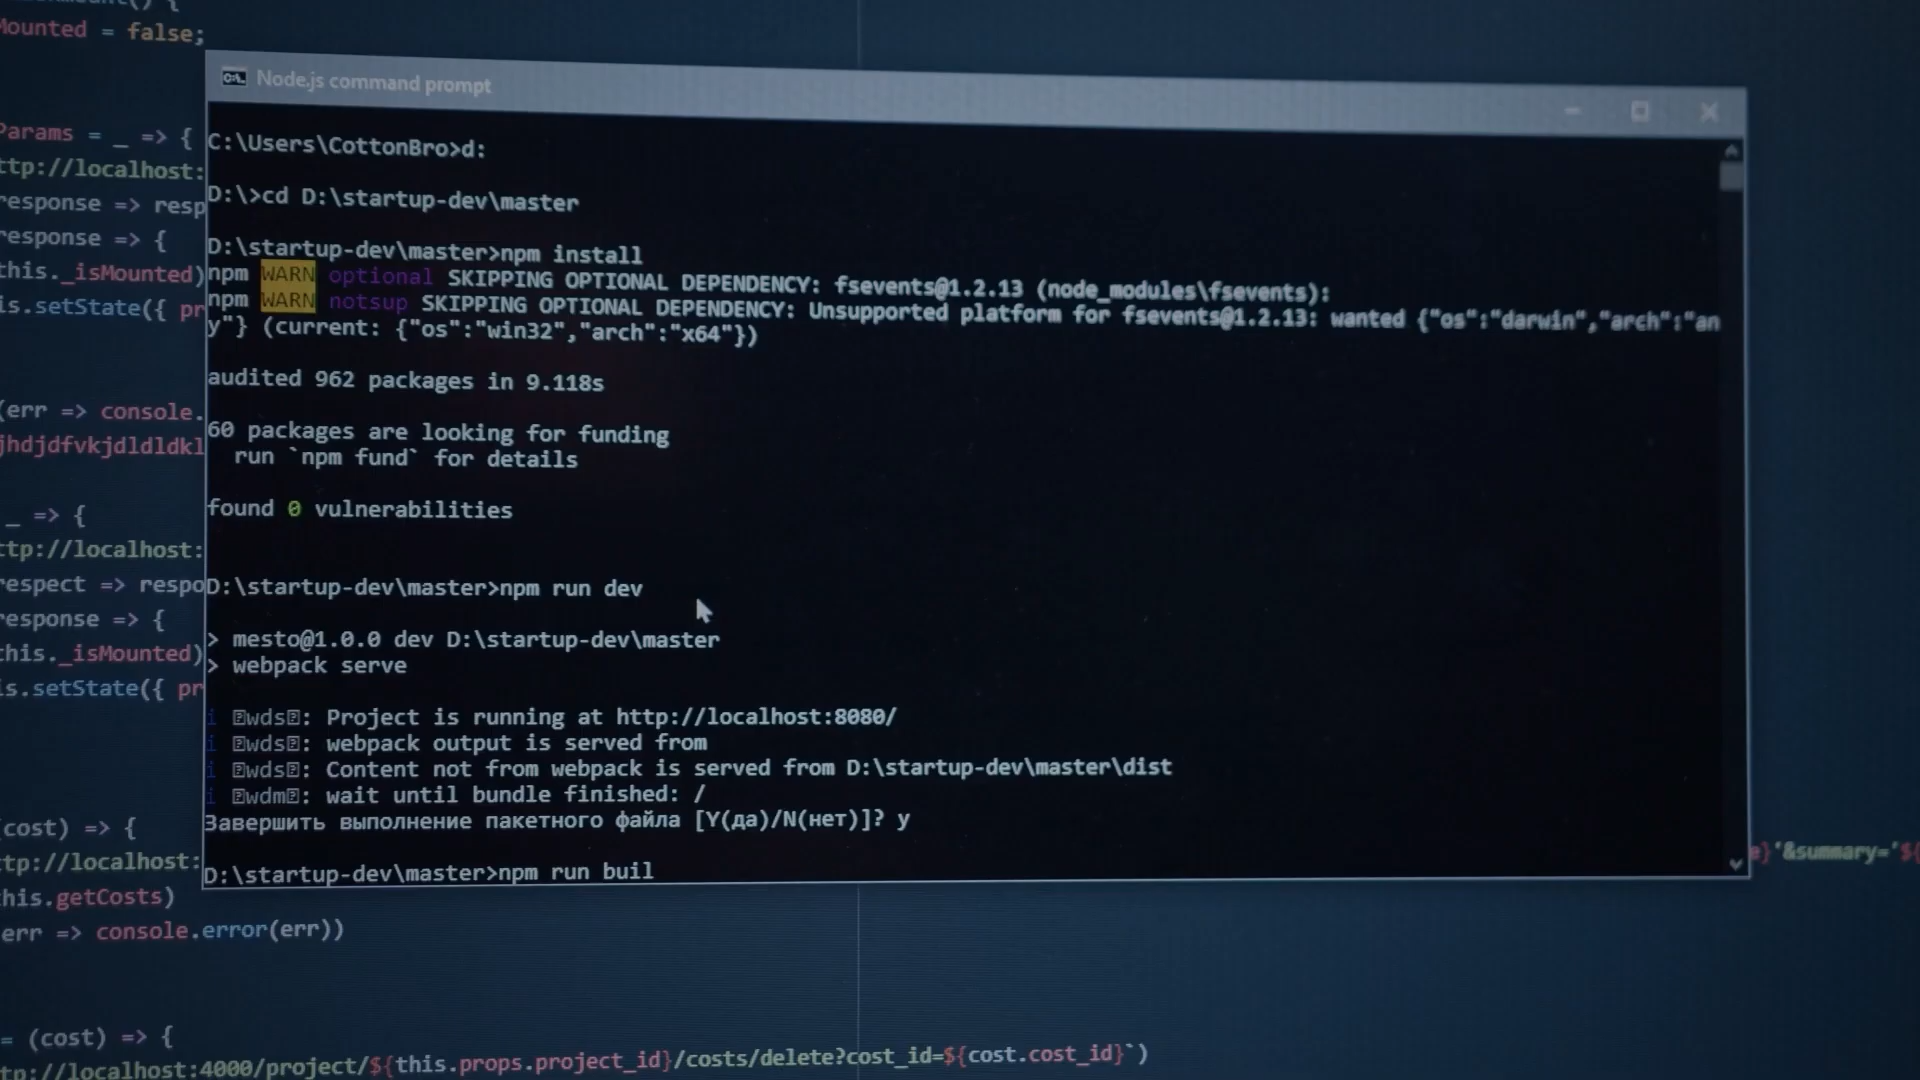 Mounted = false;
Node.js command prompt
Params = _ => {
ttp://localhost:
response => resp
response => {
this._isMounted)
is.setState({ pr
(err => console.
jhdjdfvkjdldldkl
_ => {
ttp://localhost:
respect => respo
response => {
this._isMounted)
is.setState({ pr
(cost) => {
ttp://localhost:
this.getCosts)
err => console.error(err))
= (cost) => {
ttp://localhost:4000/project/${this.props.project_id}/costs/delete?cost_id=${cost.cost_id}`)
C:\Users\CottonBro>d:
D:\>cd D:\startup-dev\master
D:\startup-dev\master>npm install
npm WARN optional SKIPPING OPTIONAL DEPENDENCY: fsevents@1.2.13 (node_modules\fsevents):
npm WARN notsup SKIPPING OPTIONAL DEPENDENCY: Unsupported platform for fsevents@1.2.13: wanted {"os":"darwin","arch":"an
y"} (current: {"os":"win32","arch":"x64"})
audited 962 packages in 9.118s
60 packages are looking for funding
run `npm fund` for details
found 0 vulnerabilities
D:\startup-dev\master>npm run dev
> mesto@1.0.0 dev D:\startup-dev\master
> webpack serve
i ｢wds｣: Project is running at http://localhost:8080/
i ｢wds｣: webpack output is served from
i ｢wds｣: Content not from webpack is served from D:\startup-dev\master\dist
i ｢wdm｣: wait until bundle finished: /
Завершить выполнение пакетного файла [Y(да)/N(нет)]? y
D:\startup-dev\master>npm run buil
e}'&summary='${